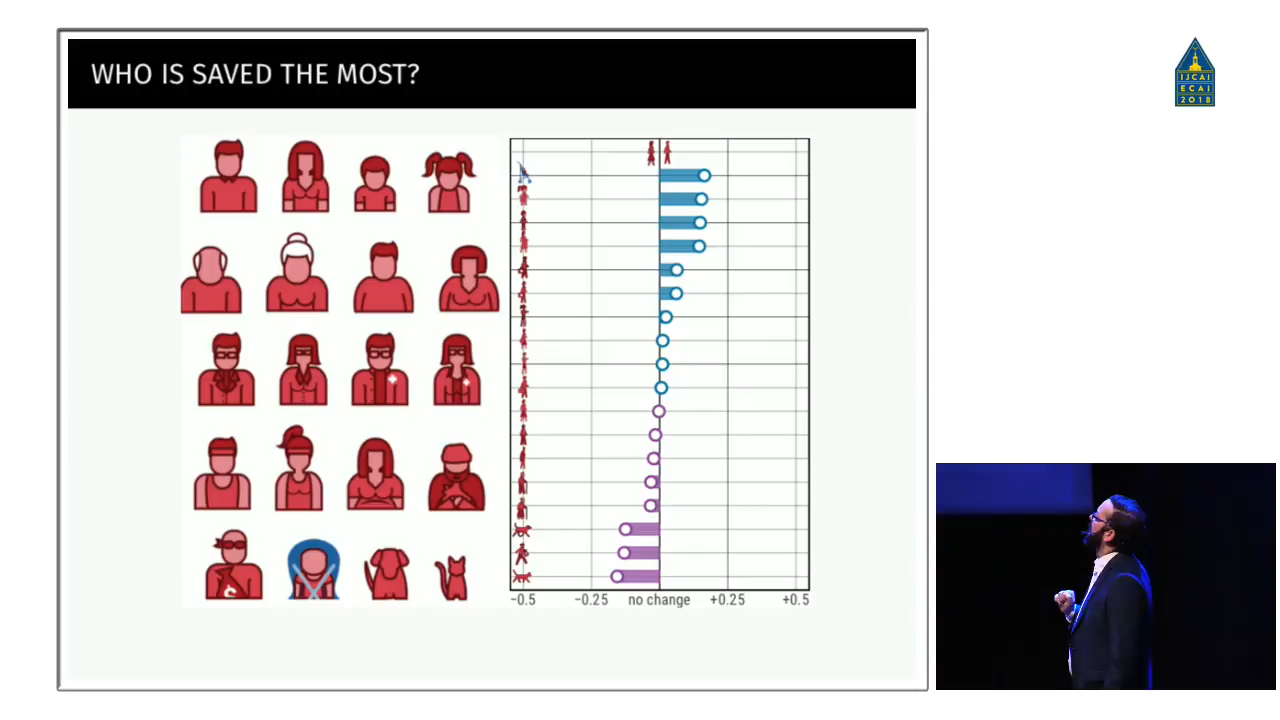 WHO IS SAVED THE MOST?
IJCAI
ECAI
2018
−0.5 −0.25 no change +0.25 +0.5